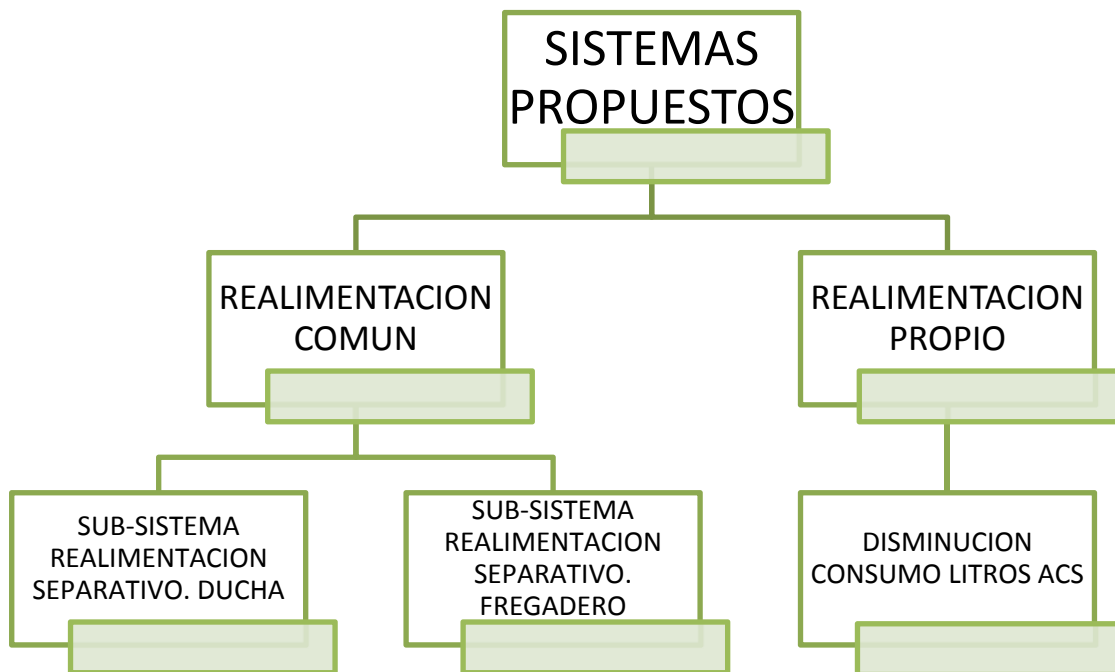 SISTEMAS
PROPUESTOS
REALIMENTACION
COMUN
REALIMENTACION
PROPIO
SUB-SISTEMA
REALIMENTACION
SEPARATIVO. DUCHA
SUB-SISTEMA
REALIMENTACION
SEPARATIVO.
FREGADERO
DISMINUCION
CONSUMO LITROS ACS